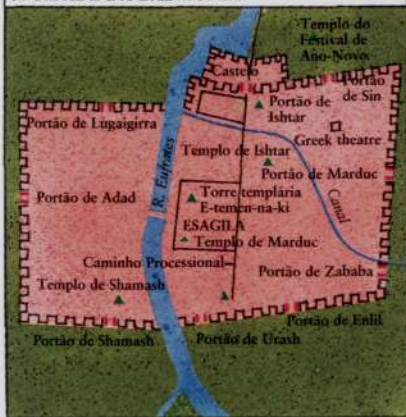 Templo do
Festival de
Ano-Novo
Castelo
Portão
de Sin
Portão de Lugaigirra
Portão de
Ishtar
Greek theatre
Templo de Ishtar
Portão de Marduc
Portão de Adad
R. Eufrates
Torre templária
E-temen-na-ki
Canal
ESAGILA
Templo de Marduc
Caminho Processional
Portão de Zababa
Templo de Shamash
Portão de Enlil
Portão de Shamash
Portão de Urash